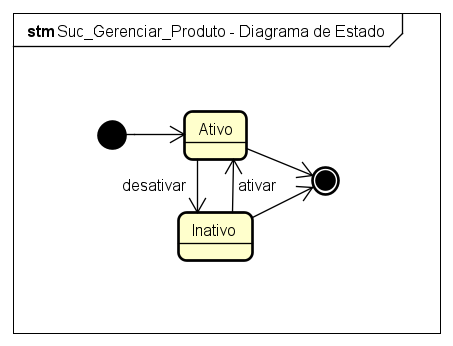 stm Suc_Gerenciar_Produto - Diagrama de Estado
Ativo
desativar
ativar
Inativo